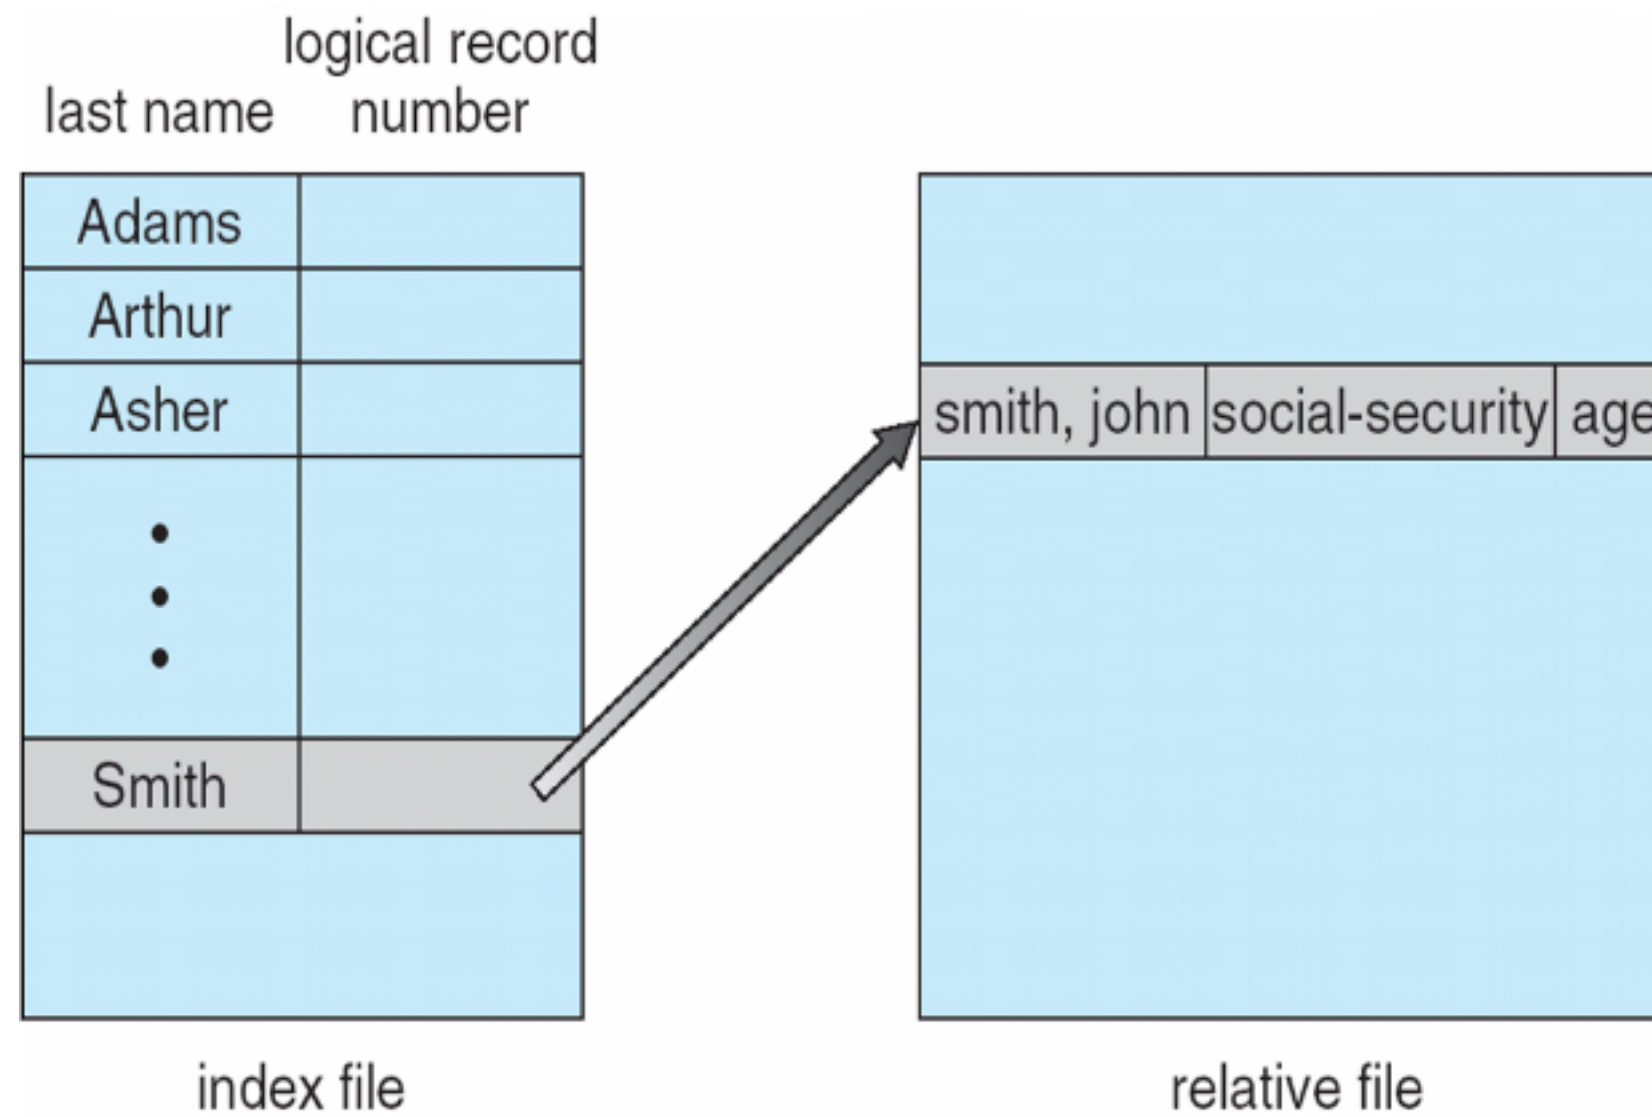 logical record
last name number
Adams
Arthur
Asher
smith, john social-security age
Smith
index file relative file